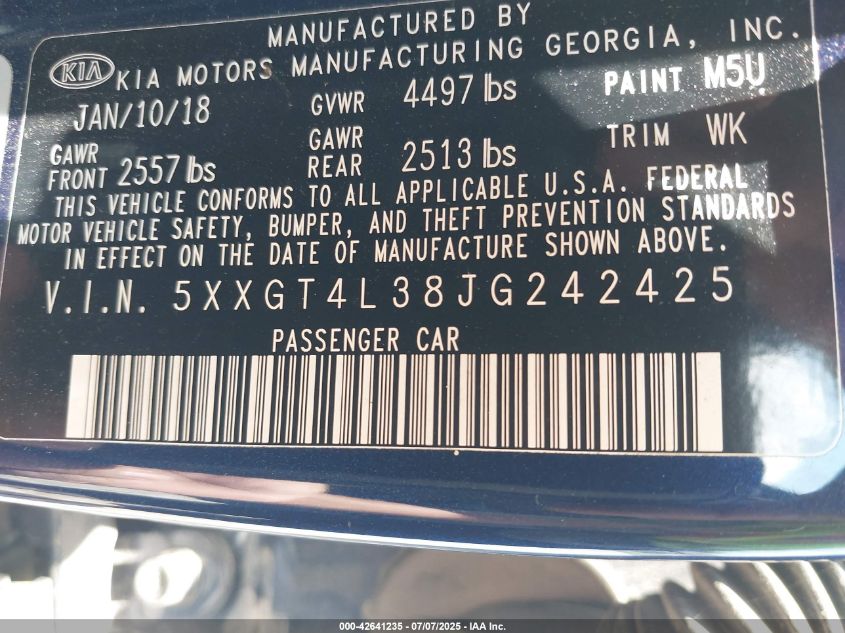 MANUFACTURED BY
KIA KIA MOTORS MANUFACTURING GEORGIA, INC.
JAN/10/18 GVWR 4497 lbs PAINT M5U
GAWR FRONT 2557 lbs GAWR REAR 2513 lbs TRIM WK
THIS VEHICLE CONFORMS TO ALL APPLICABLE U.S.A. FEDERAL
MOTOR VEHICLE SAFETY, BUMPER, AND THEFT PREVENTION STANDARDS
IN EFFECT ON THE DATE OF MANUFACTURE SHOWN ABOVE.
V.I.N. 5XXGT4L38JG242425
PASSENGER CAR
000-42641235 - 07/07/2025 - IAA Inc.